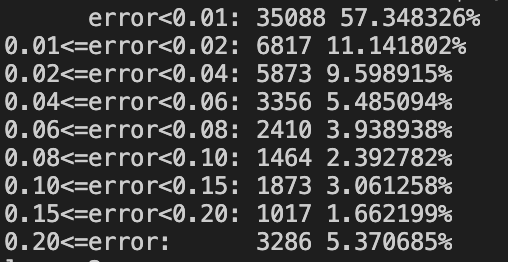 error<0.01: 35088 57.348326%
0.01<=error<0.02: 6817 11.141802%
0.02<=error<0.04: 5873 9.598915%
0.04<=error<0.06: 3356 5.485094%
0.06<=error<0.08: 2410 3.938938%
0.08<=error<0.10: 1464 2.392782%
0.10<=error<0.15: 1873 3.061258%
0.15<=error<0.20: 1017 1.662199%
0.20<=error: 3286 5.370685%